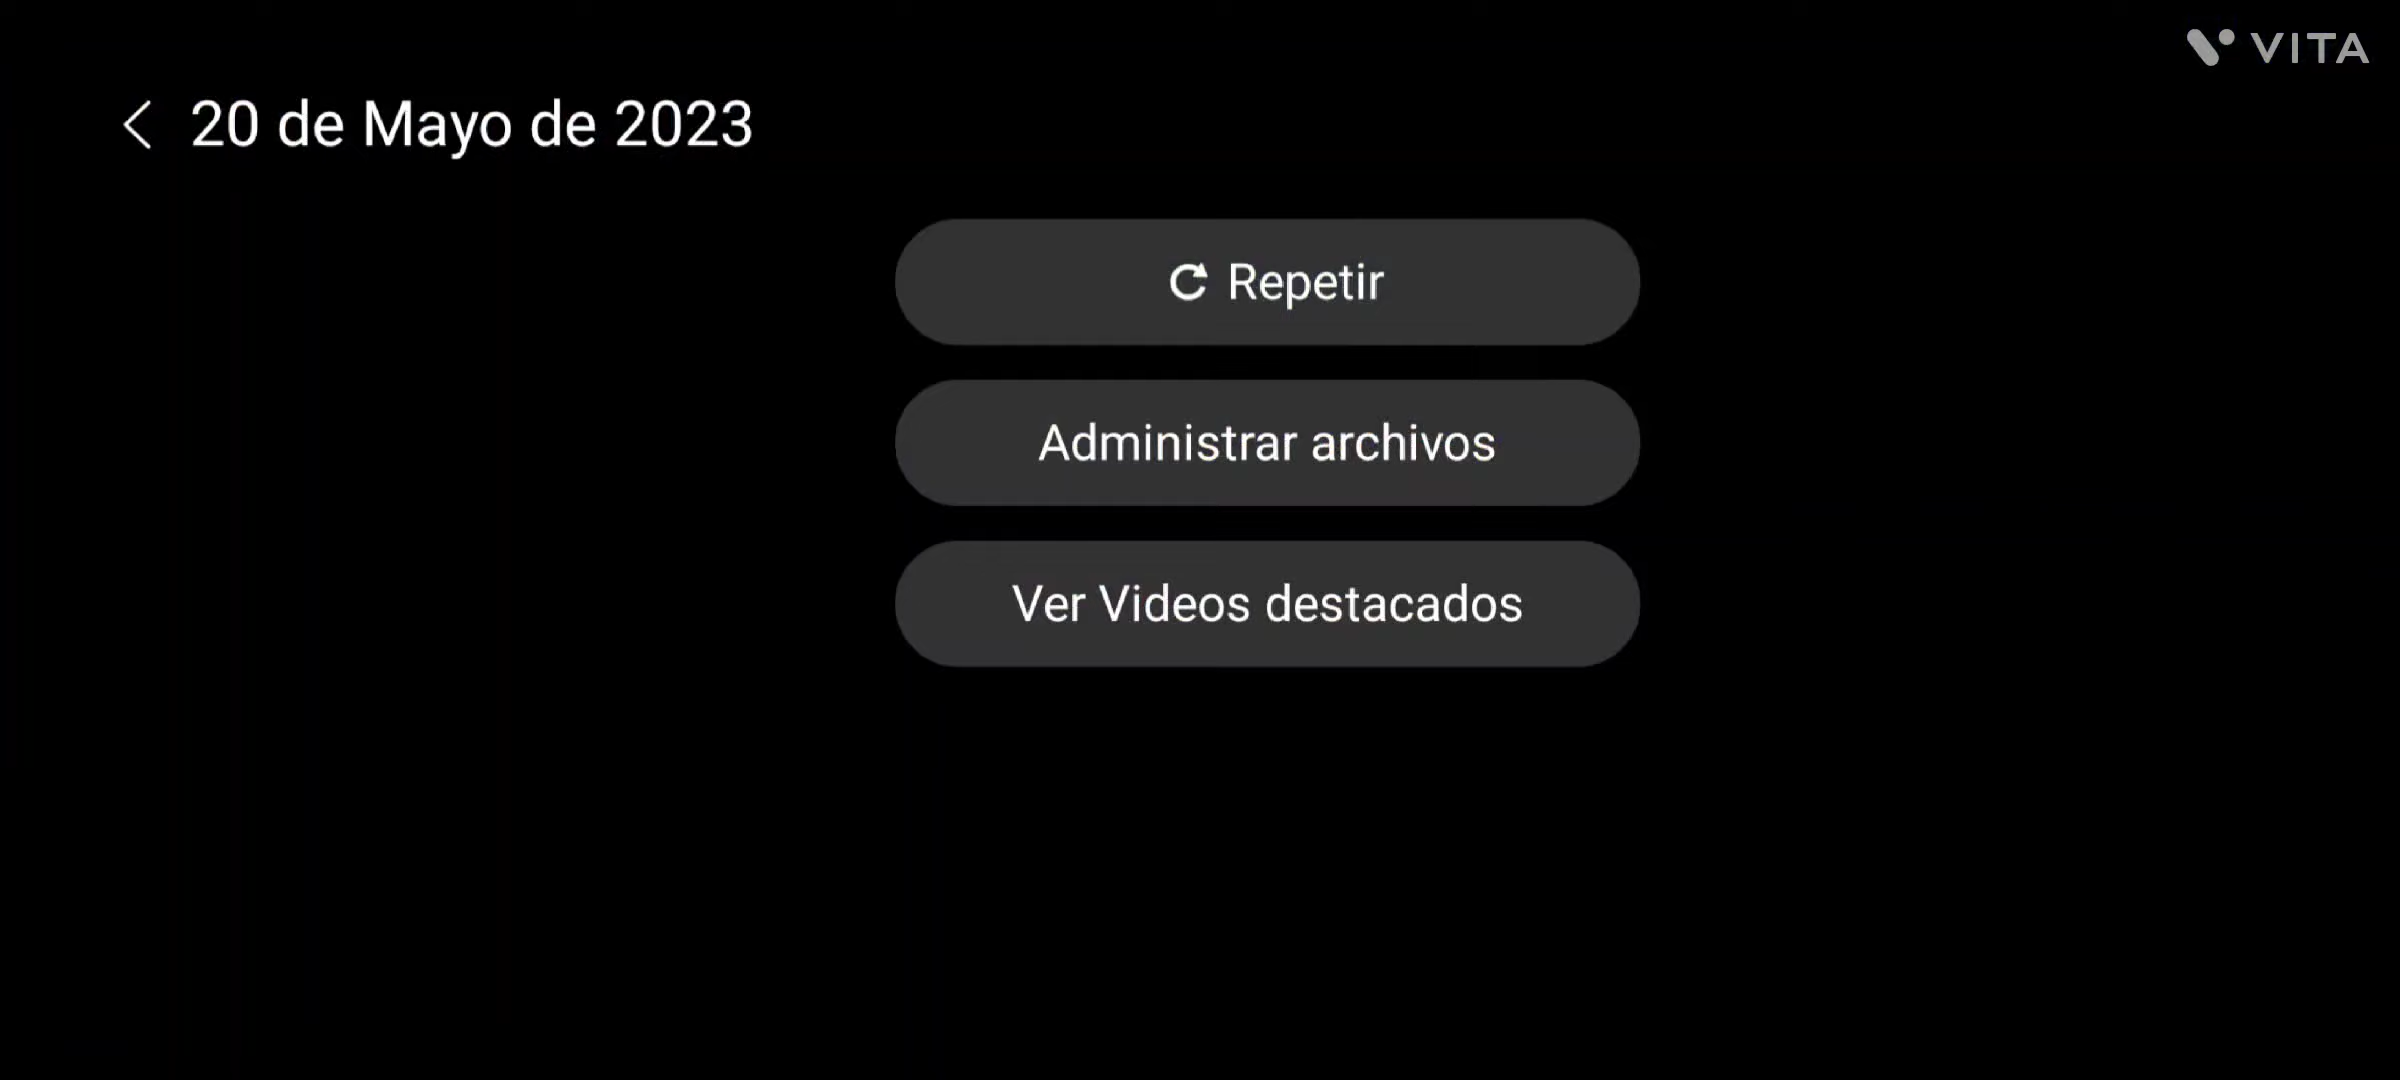 VITA
20 de Mayo de 2023
Repetir
Administrar archivos
Ver Videos destacados